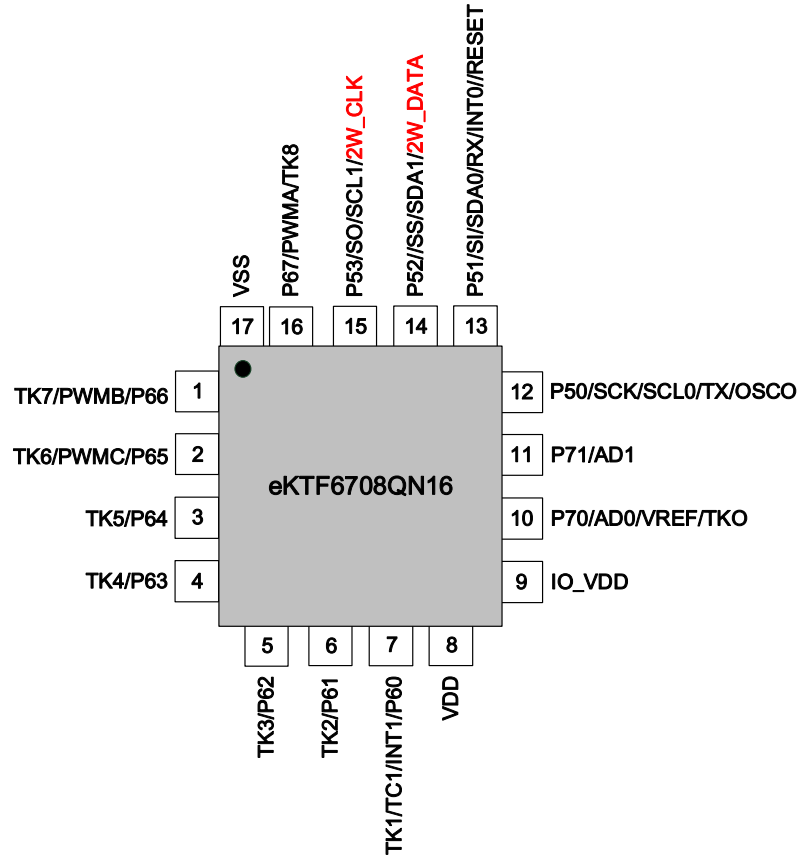 P53/SO/SCL1/2W_CLK
P52//SS/SDA1/2W_DATA
P51/SI/SDA0/RX/INT0//RESET
P67/PWMA/TK8
VSS
17
16
15
14
13
TK7/PWMB/P66
1
12
P50/SCK/SCL0/TX/OSCO
TK6/PWMC/P65
2
11
P71/AD1
eKTF6708QN16
TK5/P64
3
10
P70/AD0/VREF/TKO
TK4/P63
4
9
IO_VDD
5
6
7
8
TK3/P62
TK2/P61
TK1/TC1/INT1/P60
VDD